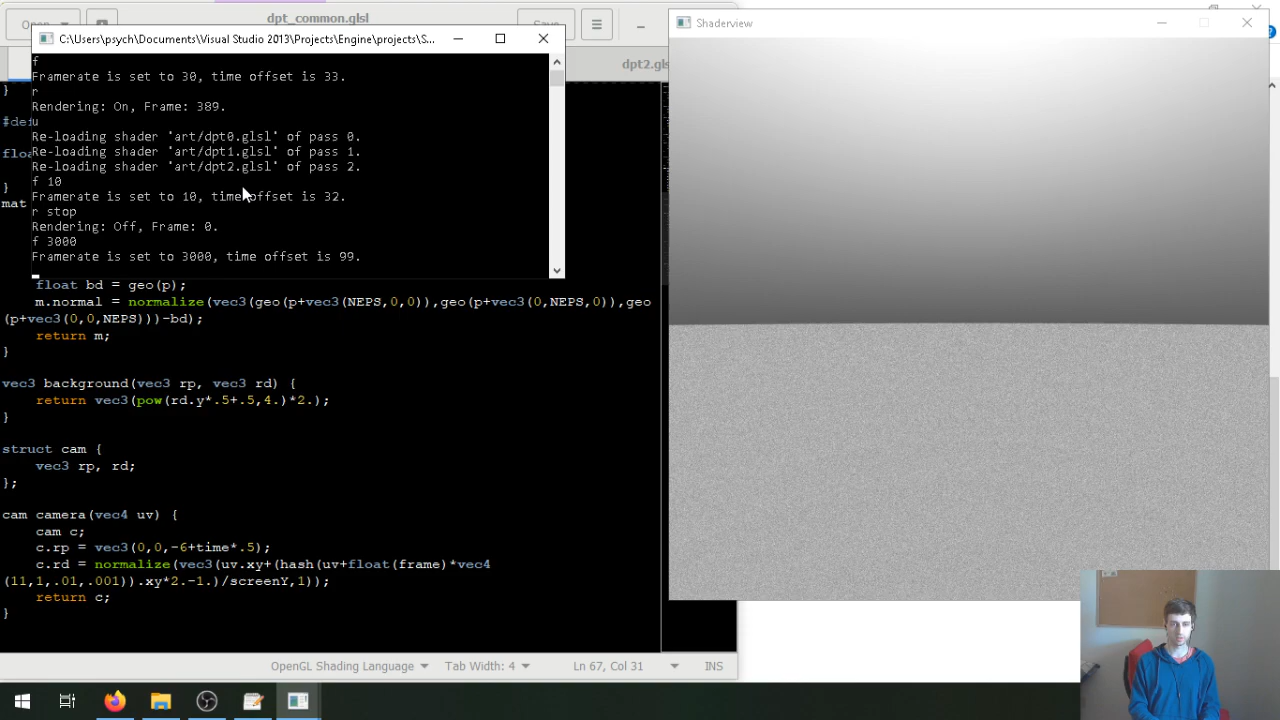 Open
dpt_common.glsl
Save
C:\Users\psych\Documents\Visual Studio 2013\Projects\Engine\projects\S...
Shaderview
dpt2.gls
f
Framerate is set to 30, time offset is 33.
r
Rendering: On, Frame: 389.
u
Re-loading shader 'art/dpt0.glsl' of pass 0.
Re-loading shader 'art/dpt1.glsl' of pass 1.
Re-loading shader 'art/dpt2.glsl' of pass 2.
f 10
Framerate is set to 10, time offset is 32.
r stop
Rendering: Off, Frame: 0.
f 3000
Framerate is set to 3000, time offset is 99.
}
#def
floa
}
mat
float bd = geo(p);
m.normal = normalize(vec3(geo(p+vec3(NEPS,0,0)),geo(p+vec3(0,NEPS,0)),geo
(p+vec3(0,0,NEPS)))-bd);
return m;
}
vec3 background(vec3 rp, vec3 rd) {
return vec3(pow(rd.y*.5+.5,4.)*2.);
}
struct cam {
vec3 rp, rd;
};
cam camera(vec4 uv) {
cam c;
c.rp = vec3(0,0,-6+time*.5);
c.rd = normalize(vec3(uv.xy+(hash(uv+float(frame)*vec4
(11,1,.01,.001)).xy*2.-1.)/screenY,1));
return c;
}
OpenGL Shading Language
Tab Width: 4
Ln 67, Col 31
INS